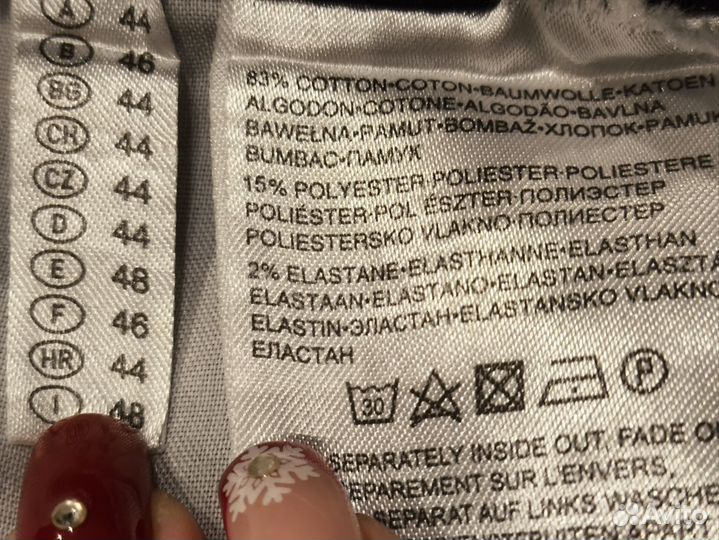 A 44
B 46
BG 44
CH 44
CZ 44
D 44
E 48
F 46
HR 44
I 48
83% COTTON·COTON·BAUMWOLLE·KATOEN
ALGODON·COTONE·ALGODÃO·BAVLNA
BAWEŁNA·PAMUT·BOMBAŽ·ХЛОПОК·PAMUK
BUMBAC·ПАМУК
15% POLYESTER·POLIESTER·POLIESTERE
POLIÉSTER·POL ÉSZTER·ПОЛИЭСТЕР
POLIESTERSKO VLAKNO·ПОЛИЕСТЕР
2% ELASTANE·ELASTHANNE·ELASTHAN
ELASTAAN·ELASTANO·ELASTAN·ELASZTÁ
ELASTIN·ЭЛАСТАН·ELASTANSKO VLAKNO
ЕЛАСТАН
30 P
SEPARATELY INSIDE OUT, FADE
SÉPAREMENT SUR L'ENVERS.
SEPARAT AUF LINKS WASCHE
Avito